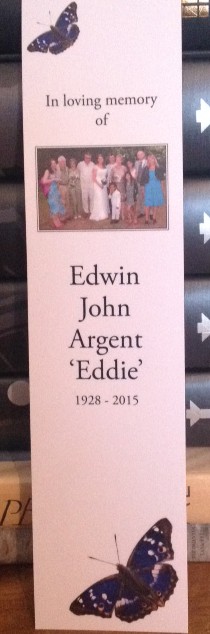 In loving memory
of
Edwin
John
Argent
‘Eddie’
1928 - 2015